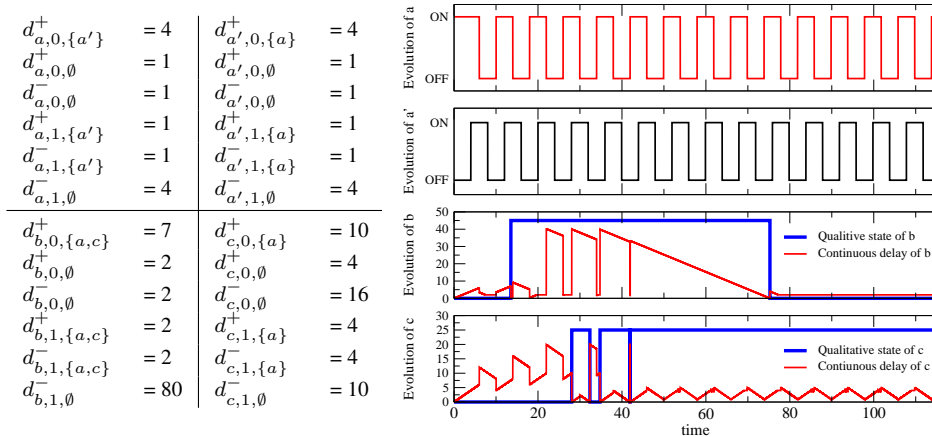 d⁺_{a,0,{a′}} = 4 d⁺_{a′,0,{a}} = 4
d⁺_{a,0,∅} = 1 d⁺_{a′,0,∅} = 1
d⁻_{a,0,∅} = 1 d⁻_{a′,0,∅} = 1
d⁺_{a,1,{a′}} = 1 d⁺_{a′,1,{a}} = 1
d⁻_{a,1,{a′}} = 1 d⁻_{a′,1,{a}} = 1
d⁻_{a,1,∅} = 4 d⁻_{a′,1,∅} = 4
d⁺_{b,0,{a,c}} = 7 d⁺_{c,0,{a}} = 10
d⁺_{b,0,∅} = 2 d⁺_{c,0,∅} = 4
d⁻_{b,0,∅} = 2 d⁻_{c,0,∅} = 16
d⁺_{b,1,{a,c}} = 2 d⁺_{c,1,{a}} = 4
d⁻_{b,1,{a,c}} = 2 d⁻_{c,1,{a}} = 4
d⁻_{b,1,∅} = 80 d⁻_{c,1,∅} = 10
Evolution of a
ON
OFF
Evolution of a'
ON
OFF
Evolution of b
50
40
30
20
10
0
Qualitive state of b
Continuous delay of b
Evolution of c
30
25
20
15
10
5
0
Qualitative state of c
Contiunous delay of c
0 20 40 60 80 100
time